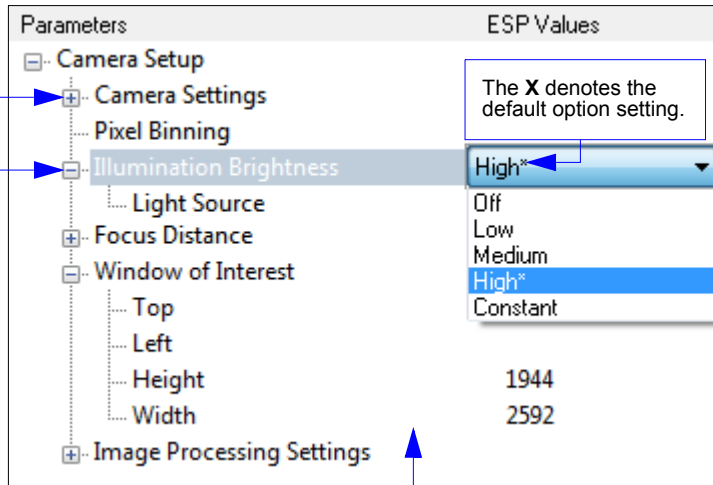 Parameters ESP Values
Camera Setup
The X denotes the
default option setting.
Camera Settings
Pixel Binning
Illumination Brightness High*
Light Source Off
Low
Focus Distance
Medium
Window of Interest High*
Top Constant
Left
Height 1944
Width 2592
Image Processing Settings